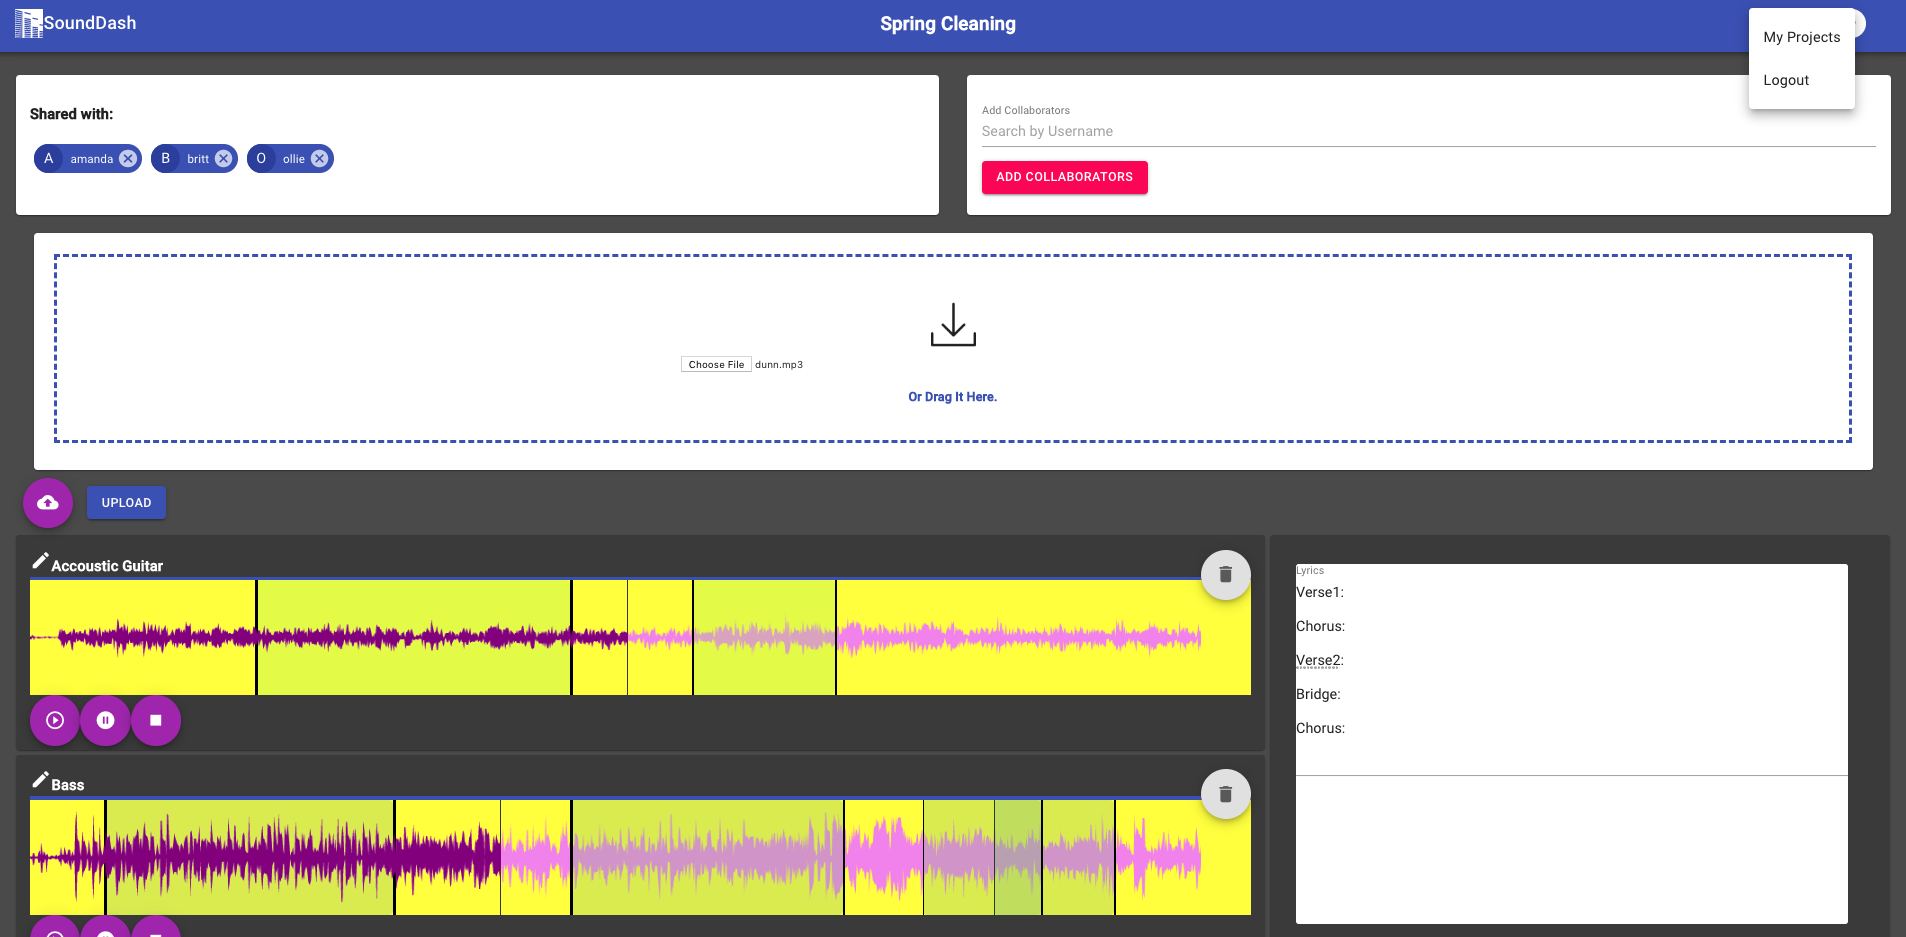 SoundDash
Spring Cleaning
My Projects
Logout
Shared with:
A amanda
B britt
O ollie
Add Collaborators
Search by Username
ADD COLLABORATORS
Choose File dunn.mp3
Or Drag It Here.
UPLOAD
Accoustic Guitar
Bass
Lyrics
Verse1:
Chorus:
Verse2:
Bridge:
Chorus: